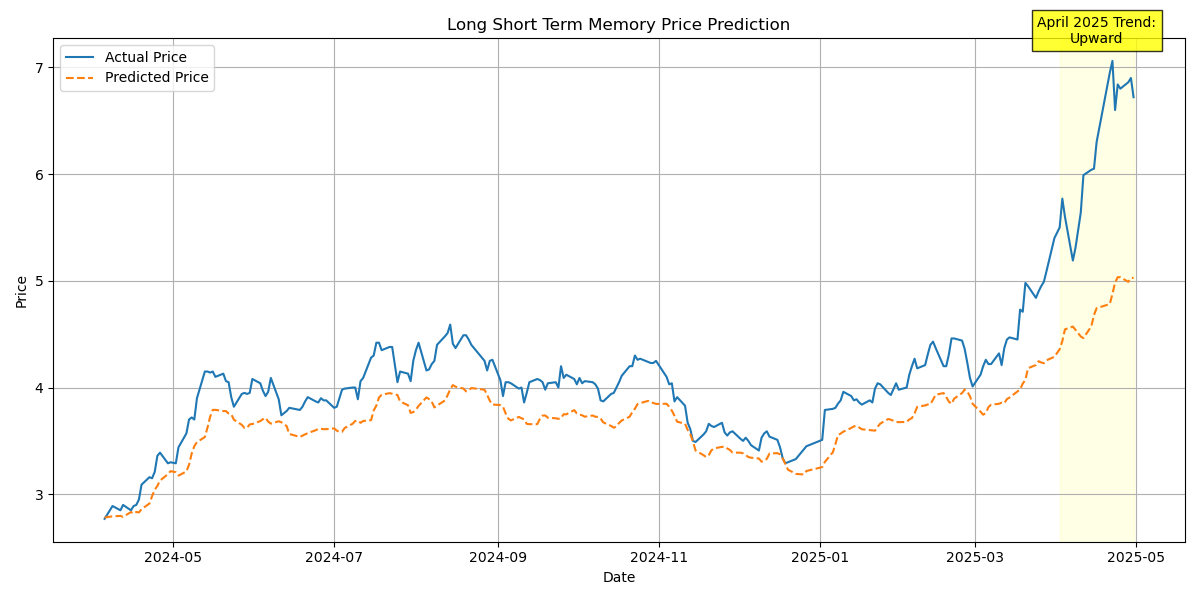 Long Short Term Memory Price Prediction
April 2025 Trend:
Upward
Actual Price
Predicted Price
Price
7
6
5
4
3
2024-05
2024-07
2024-09
2024-11
2025-01
2025-03
2025-05
Date